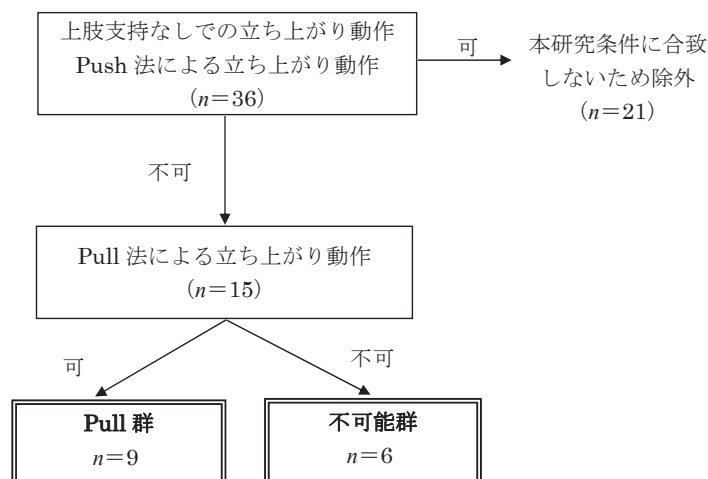 上肢支持なしでの立ち上がり動作
Push 法による立ち上がり動作
(n=36)
可
本研究条件に合致
しないため除外
(n=21)
不可
Pull 法による立ち上がり動作
(n=15)
可
不可
Pull 群
n=9
不可能群
n=6